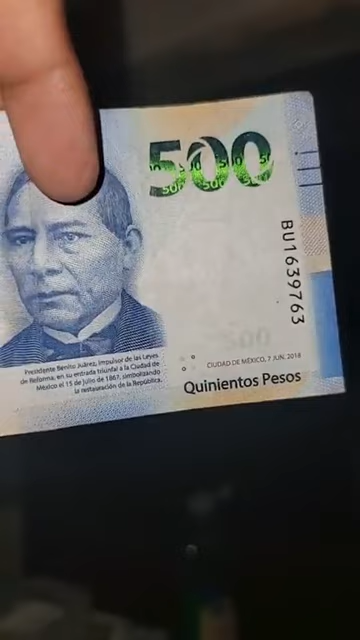 500
BU1639763
Presidente Benito Juárez, impulsor de las Leyes
de Reforma, en su entrada triunfal a la Ciudad de
México el 15 de julio de 1867, simbolizando
la restauración de la República.
500
CIUDAD DE MÉXICO, 7 JUN. 2018
Quinientos Pesos